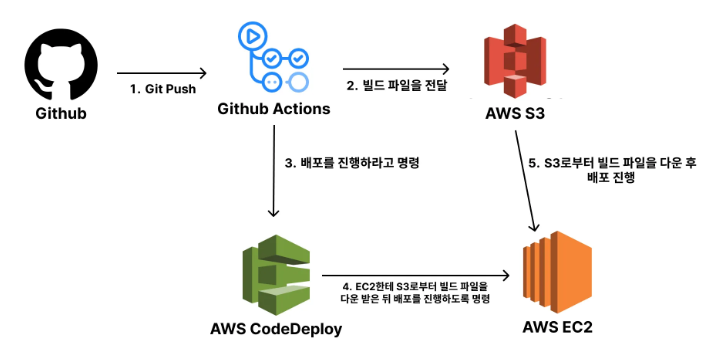 1. Git Push
Github
Github Actions
2. 빌드 파일을 전달
AWS S3
3. 배포를 진행하라고 명령
5. S3로부터 빌드 파일을 다운 후
배포 진행
4. EC2한테 S3로부터 빌드 파일을
다운 받은 뒤 배포를 진행하도록 명령
AWS CodeDeploy
AWS EC2